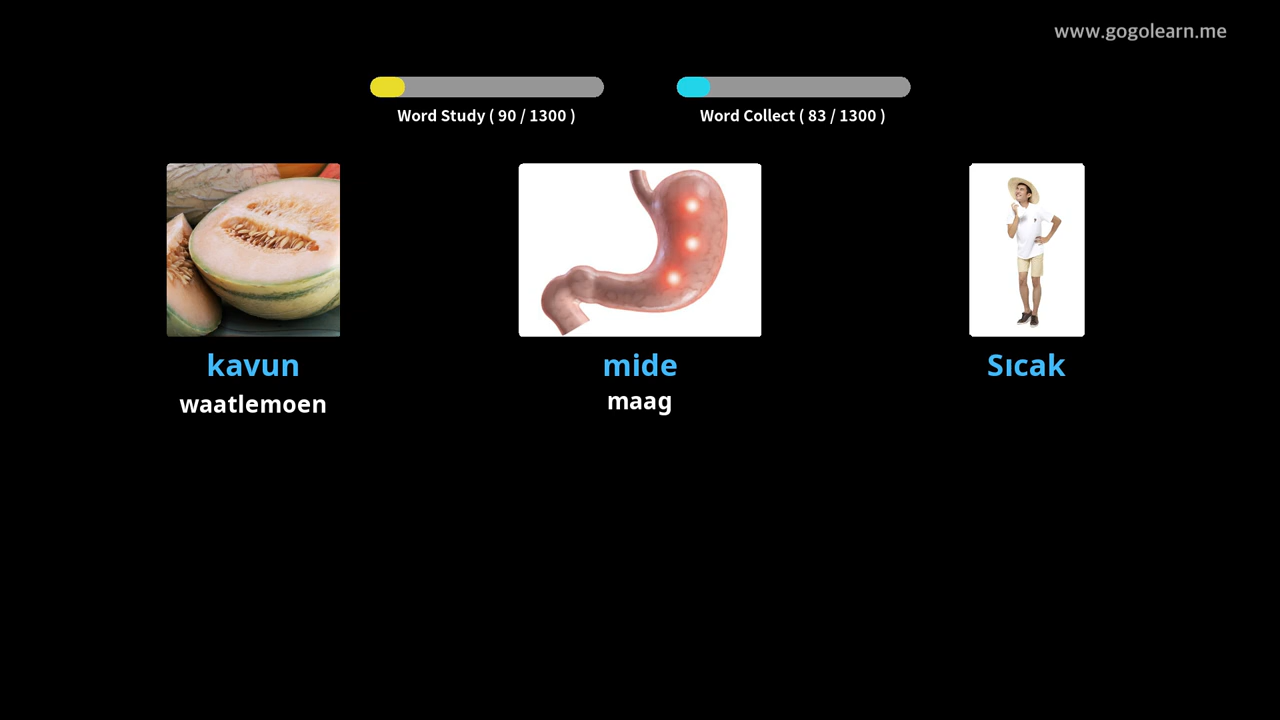 www.gogolearn.me
Word Study ( 90 / 1300 )
Word Collect ( 83 / 1300 )
kavun
waatlemoen
mide
maag
Sıcak